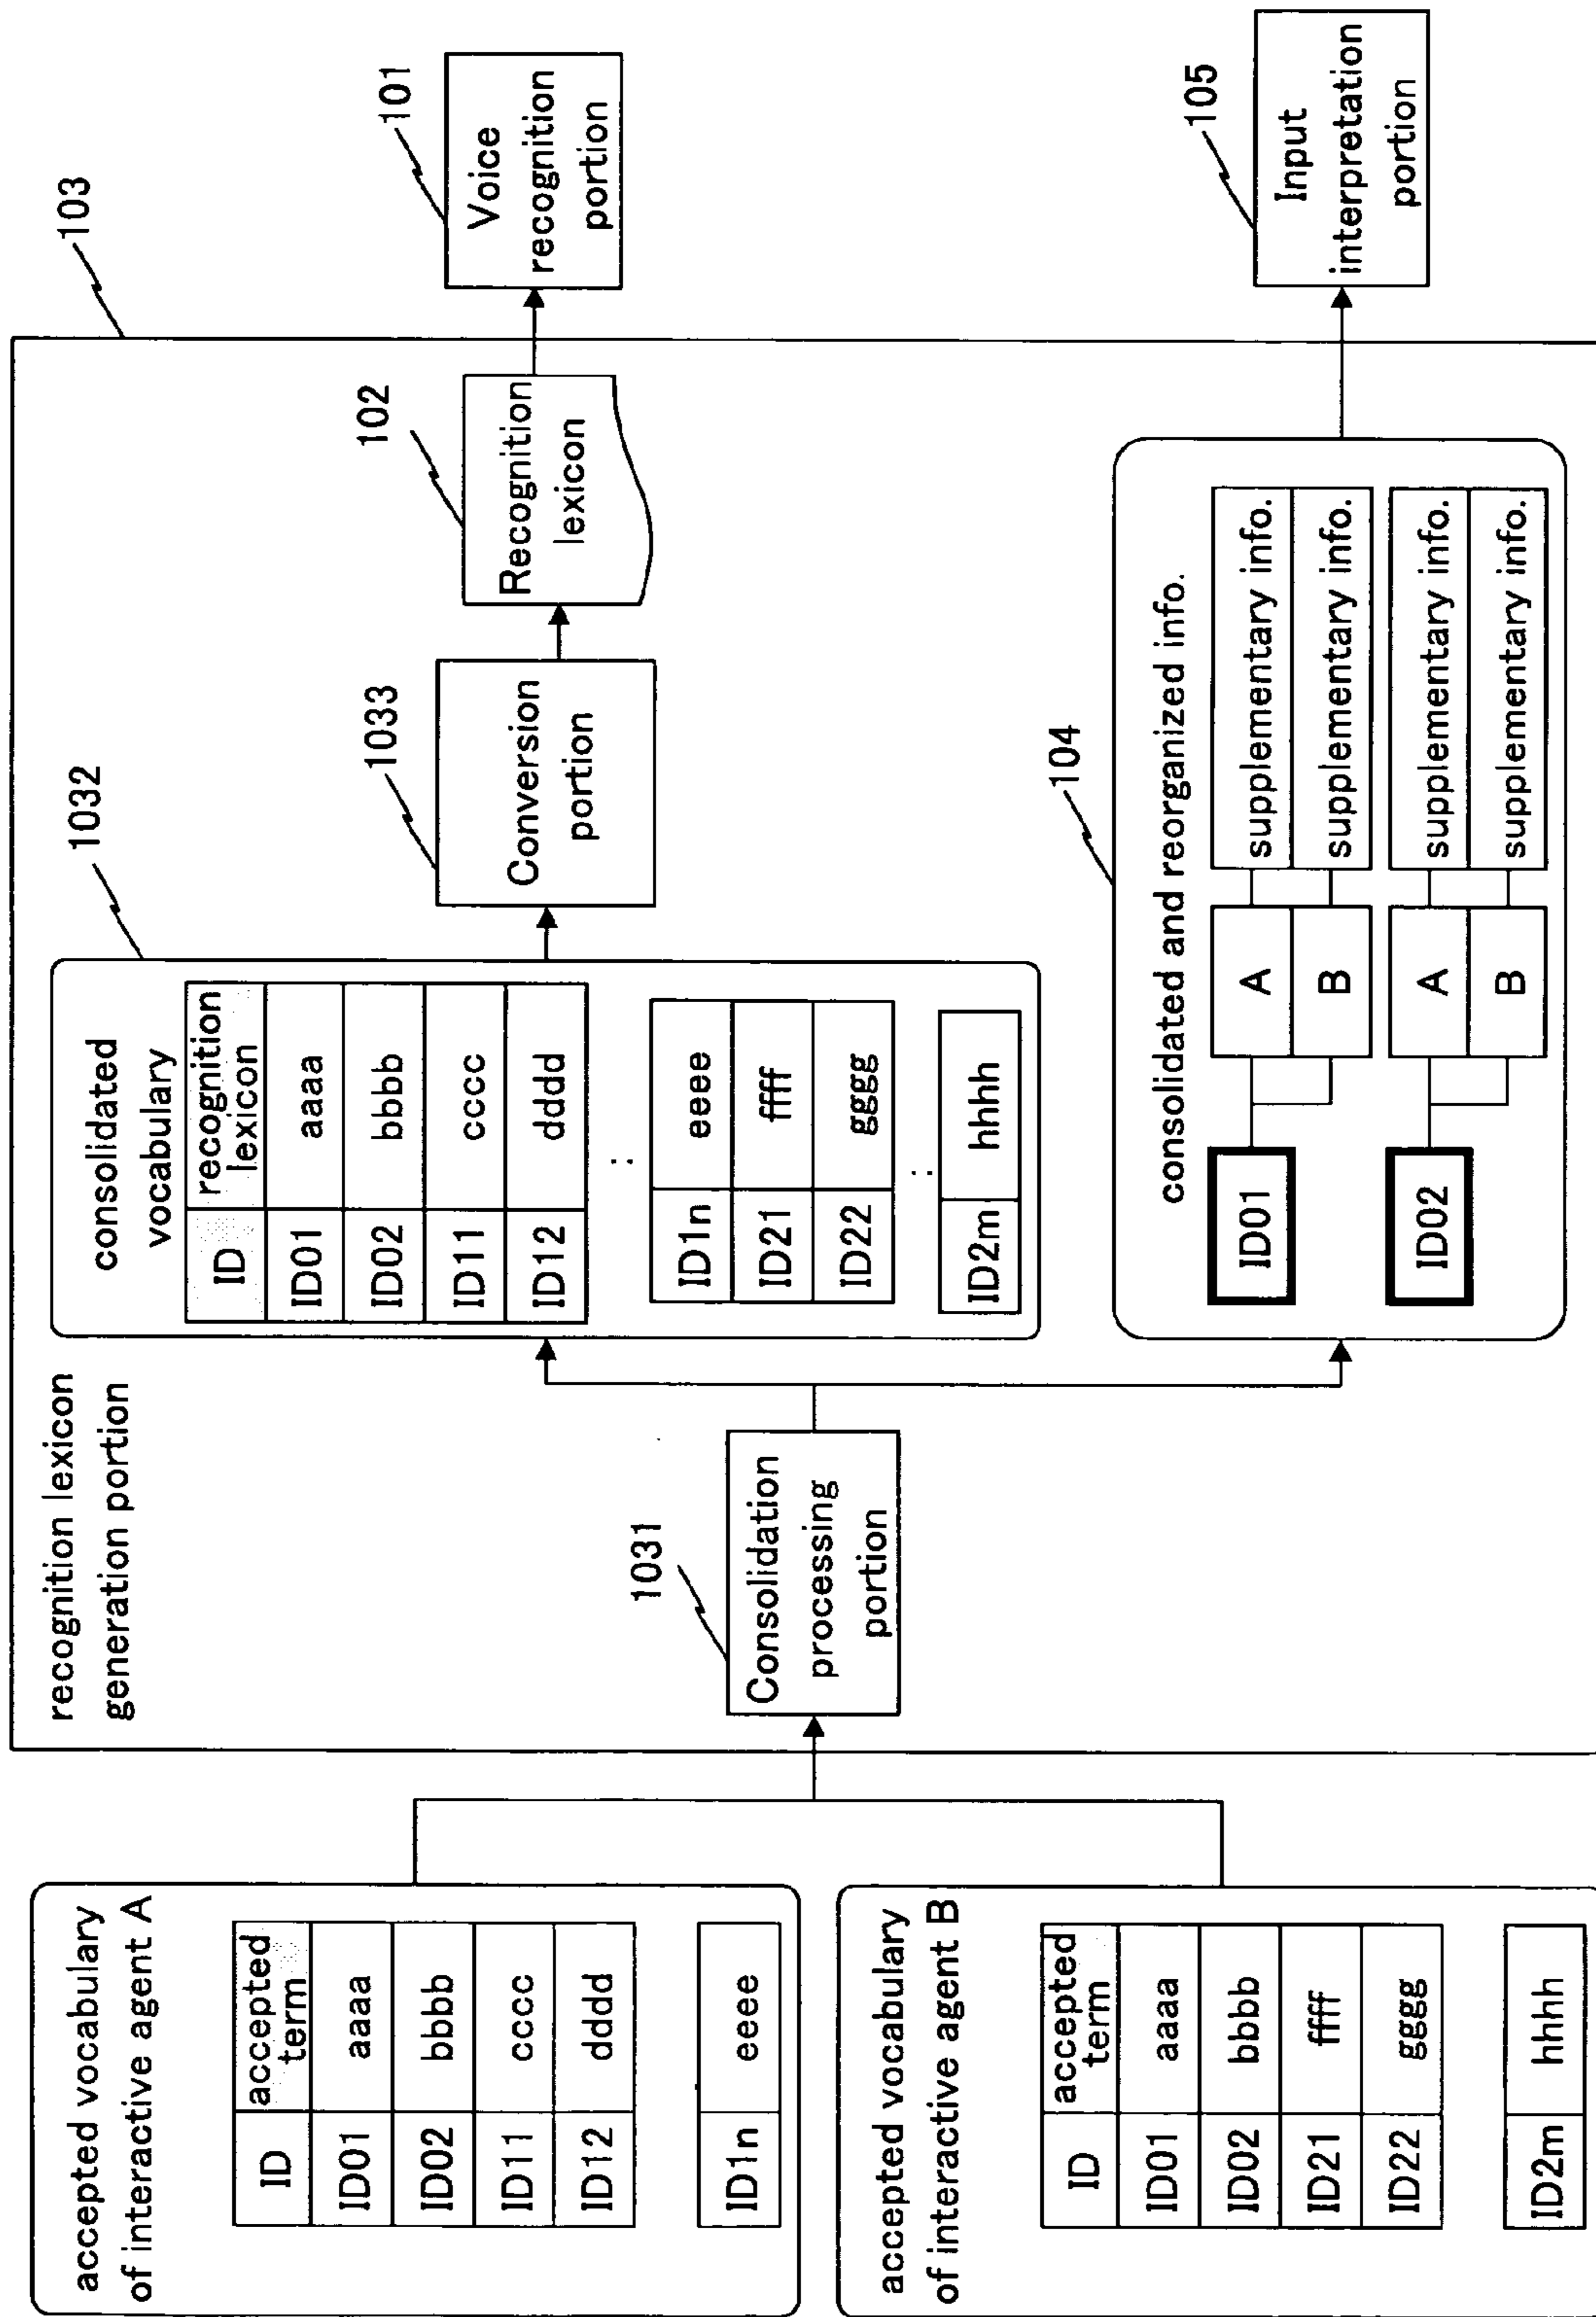 accepted vocabulary
of interactive agent A
ID accepted term
ID01 aaaa
ID02 bbbb
ID11 cccc
ID12 dddd
ID1n eeee
accepted vocabulary
of interactive agent B
ID accepted term
ID01 aaaa
ID02 bbbb
ID21 ffff
ID22 gggg
ID2m hhhh
103
recognition lexicon
generation portion
1031
Consolidation
processing
portion
1032
consolidated
vocabulary
ID recognition lexicon
ID01 aaaa
ID02 bbbb
ID11 cccc
ID12 dddd
:
ID1n eeee
ID21 ffff
ID22 gggg
:
ID2m hhhh
1033
Conversion
portion
102
Recognition
lexicon
101
Voice
recognition
portion
104
consolidated and reorganized info.
ID01
A supplementary info.
B supplementary info.
ID02
A supplementary info.
B supplementary info.
105
Input
interpretation
portion